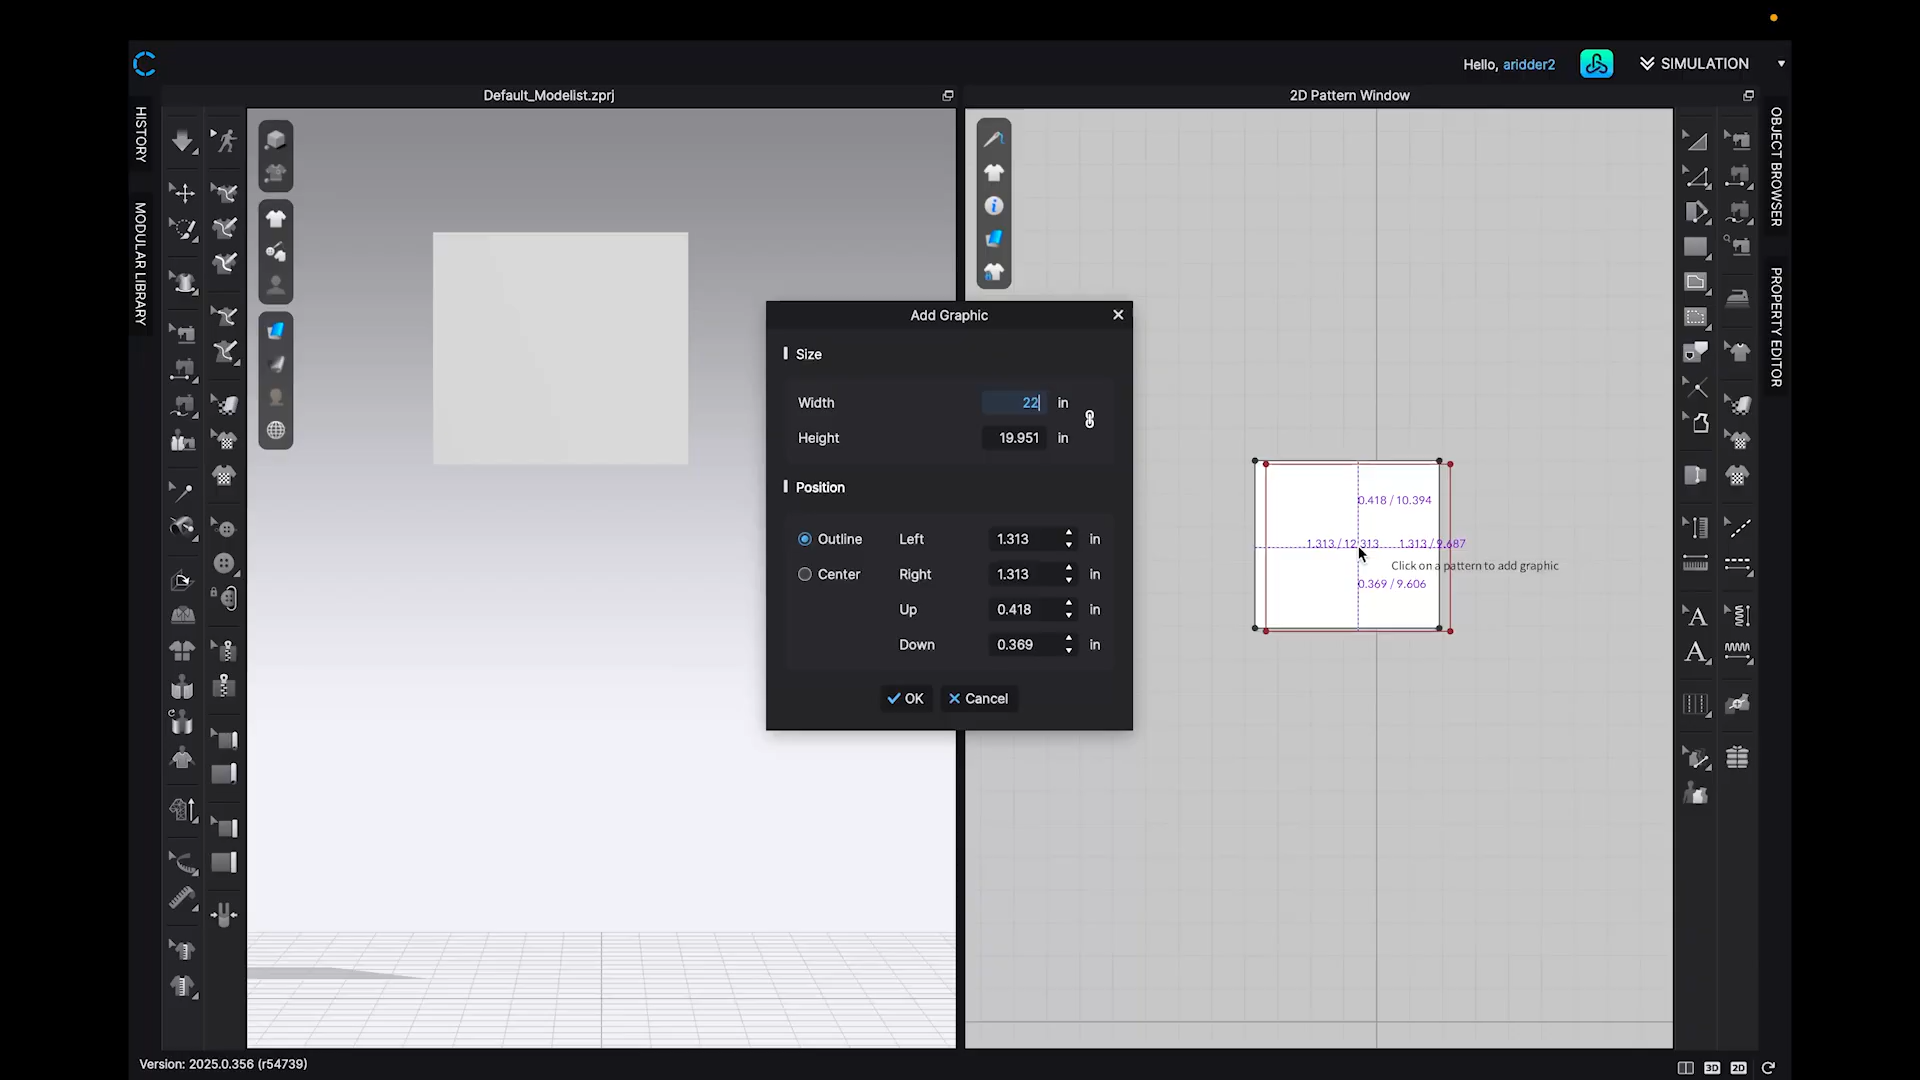 Hello, aridder2
SIMULATION
HISTORY
MODULAR LIBRARY
Default_Modelist.zprj
2D Pattern Window
OBJECT BROWSER
PROPERTY EDITOR
Add Graphic
Size
Width 22 in
Height 19.951 in
Position
Outline Left 1.313 in
Center Right 1.313 in
Up 0.418 in
Down 0.369 in
OK Cancel
0.418 / 10.394
1.313 / 12.313 1.313 / 9.687
Click on a pattern to add graphic
0.369 / 9.606
A
A
Version: 2025.0.356 (r54739)
3D 2D